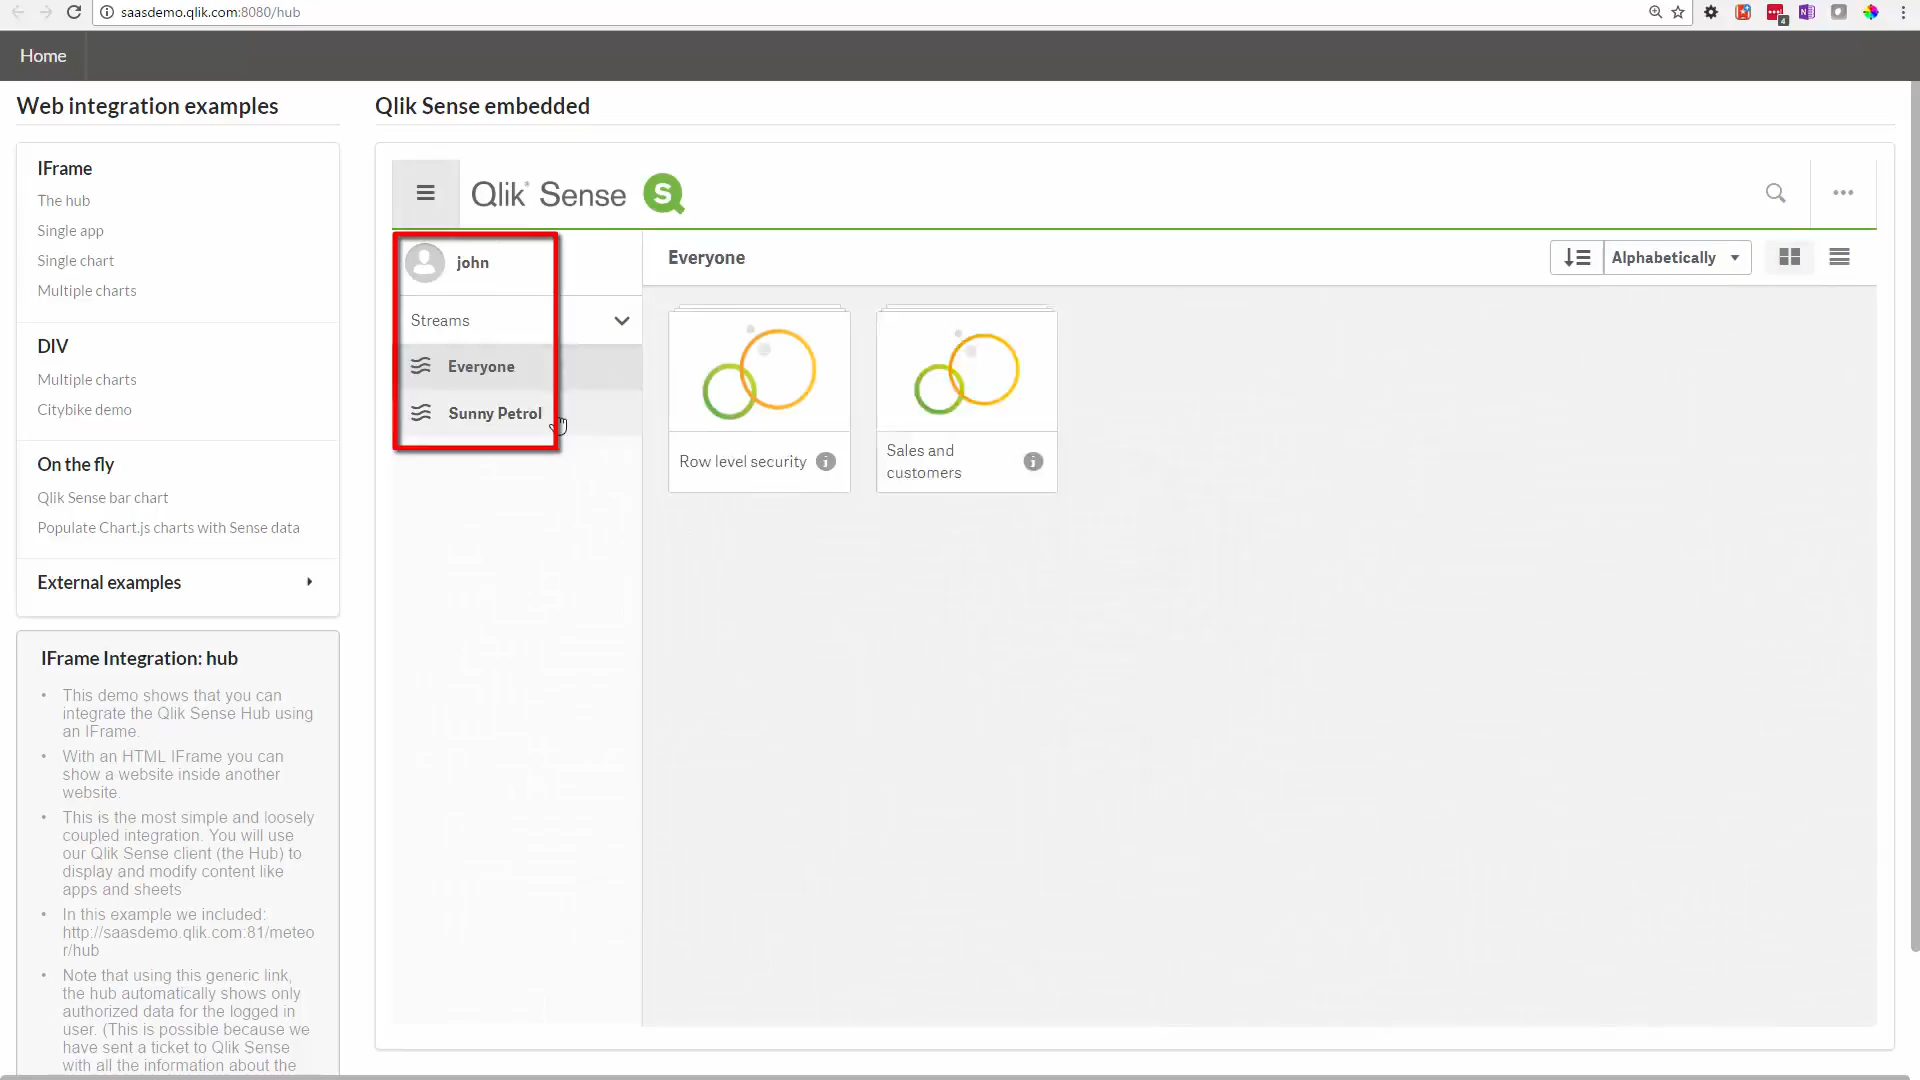 saasdemo.qlik.com:8080/hub
4
Home
Web integration examples
Qlik Sense embedded
IFrame
The hub
Single app
Single chart
Multiple charts
DIV
Multiple charts
Citybike demo
On the fly
Qlik Sense bar chart
Populate Chart.js charts with Sense data
External examples
IFrame Integration: hub
• This demo shows that you can
integrate the Qlik Sense Hub using
an IFrame.
• With an HTML IFrame you can
show a website inside another
website.
• This is the most simple and loosely
coupled integration. You will use
our Qlik Sense client (the Hub) to
display and modify content like
apps and sheets
• In this example we included:
http://saasdemo.qlik.com:81/meteo
r/hub
• Note that using this generic link,
the hub automatically shows only
authorized data for the logged in
user. (This is possible because we
have sent a ticket to Qlik Sense
with all the information about the
Qlik Sense S
john
Streams
Everyone
Sunny Petrol
Everyone
Alphabetically
Row level security
Sales and
customers